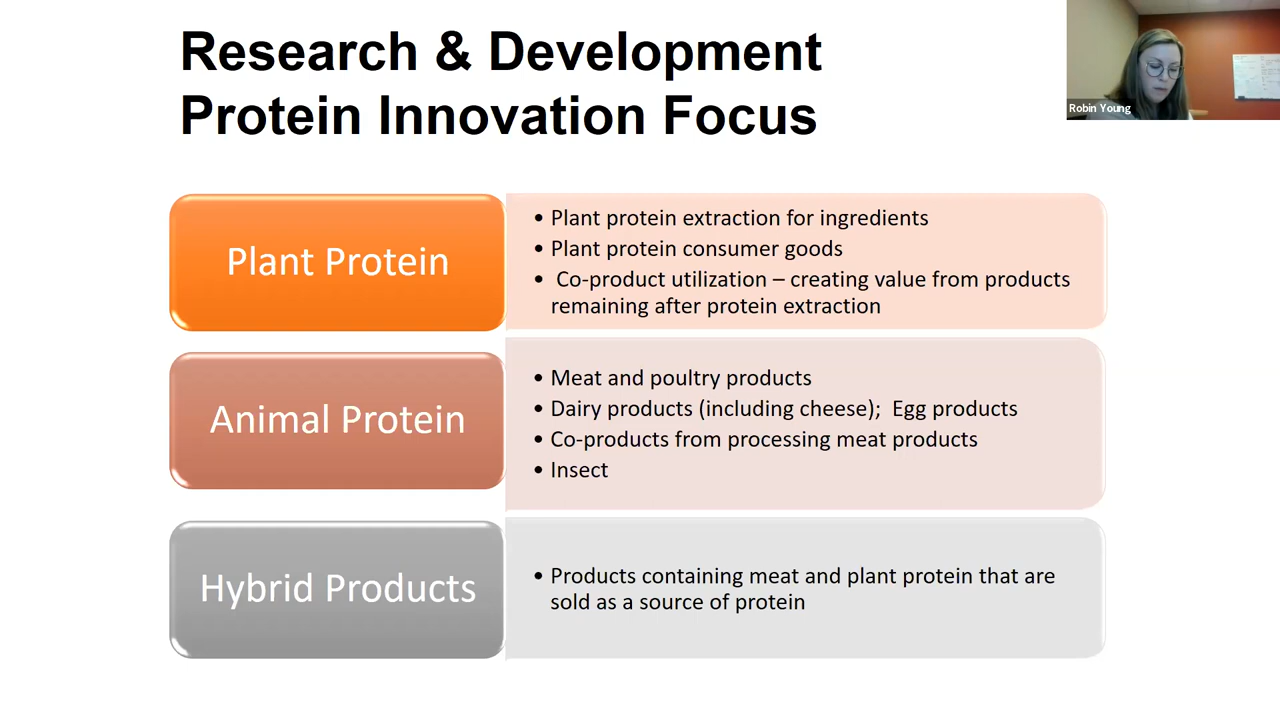 Research & Development
Protein Innovation Focus
Robin Young
Plant Protein
• Plant protein extraction for ingredients
• Plant protein consumer goods
• Co-product utilization – creating value from products
remaining after protein extraction
Animal Protein
• Meat and poultry products
• Dairy products (including cheese); Egg products
• Co-products from processing meat products
• Insect
Hybrid Products
• Products containing meat and plant protein that are
sold as a source of protein